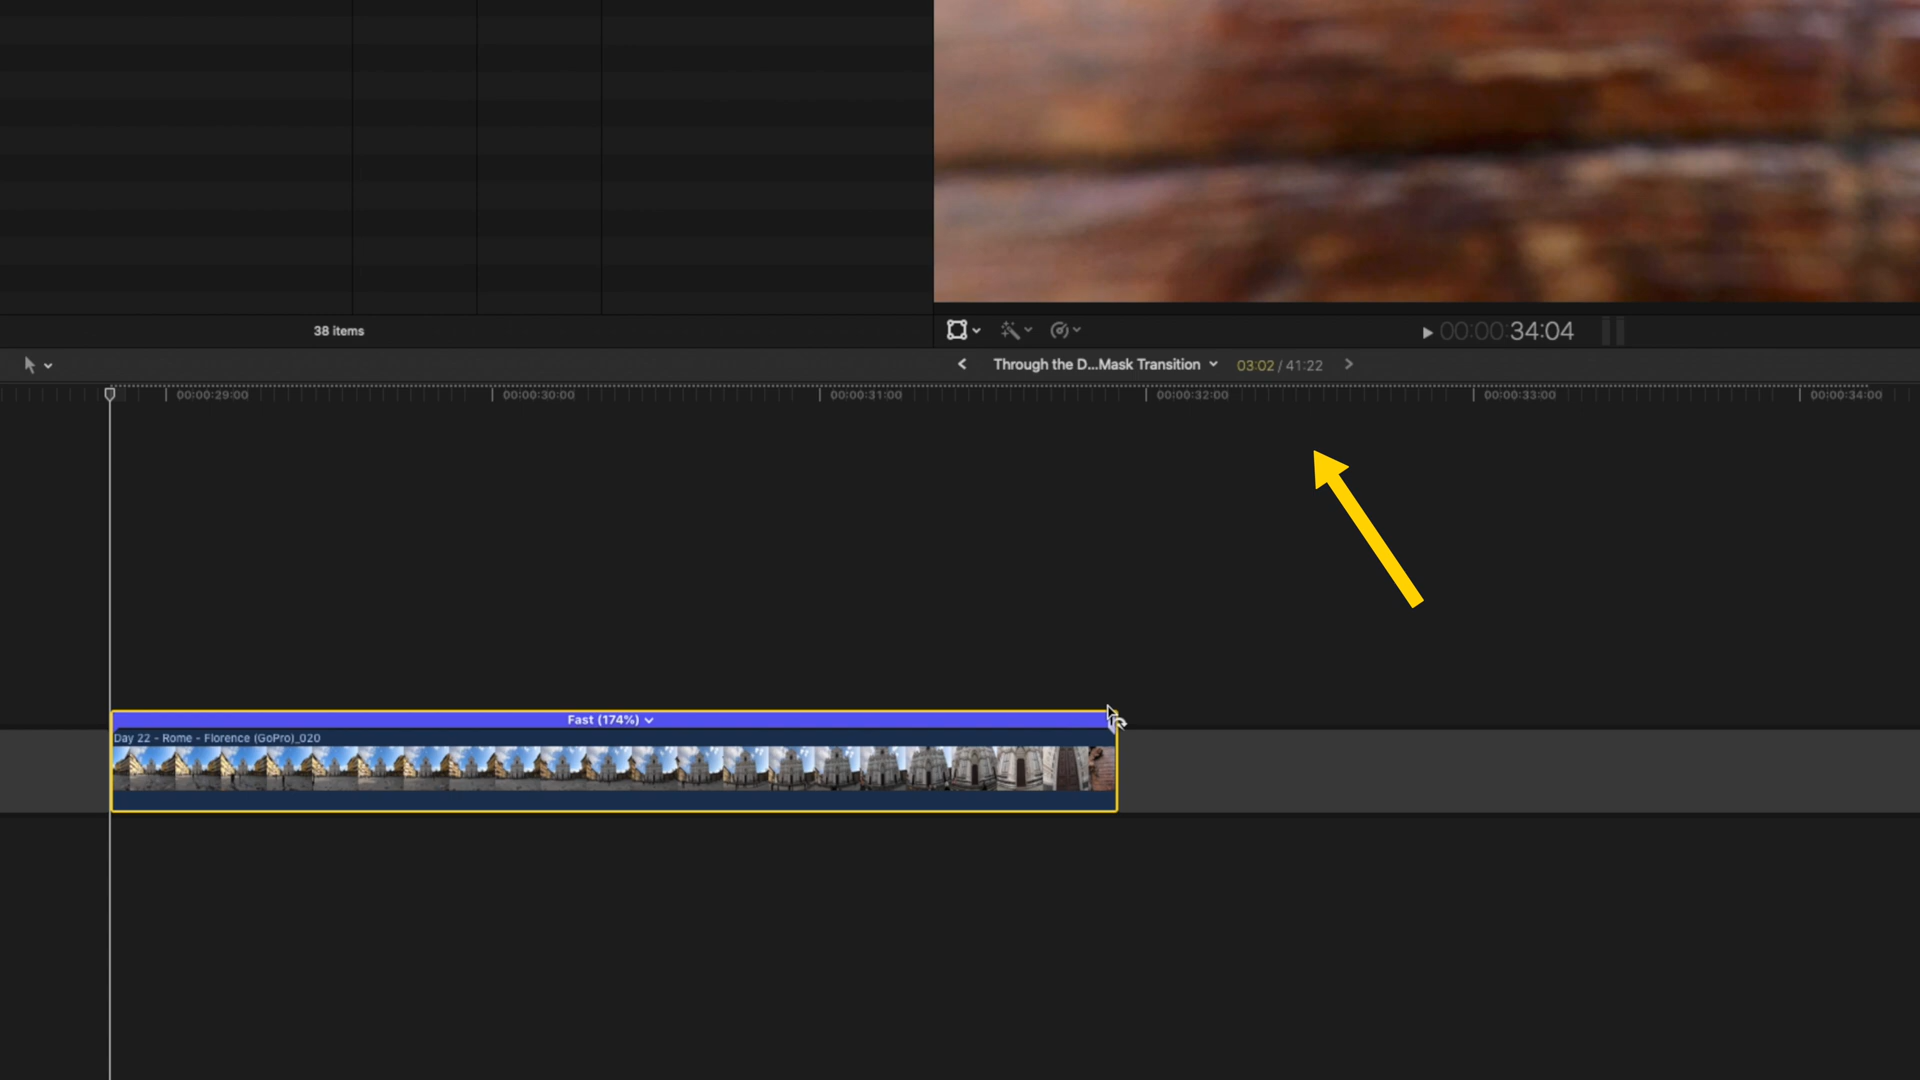 38 items
00:00:34:04
Through the D...Mask Transition 03:02 / 41:22
00:00:29:00 00:00:30:00 00:00:31:00 00:00:32:00 00:00:33:00 00:00:34:00
Fast (174%)
Day 22 - Rome - Florence (GoPro)_020